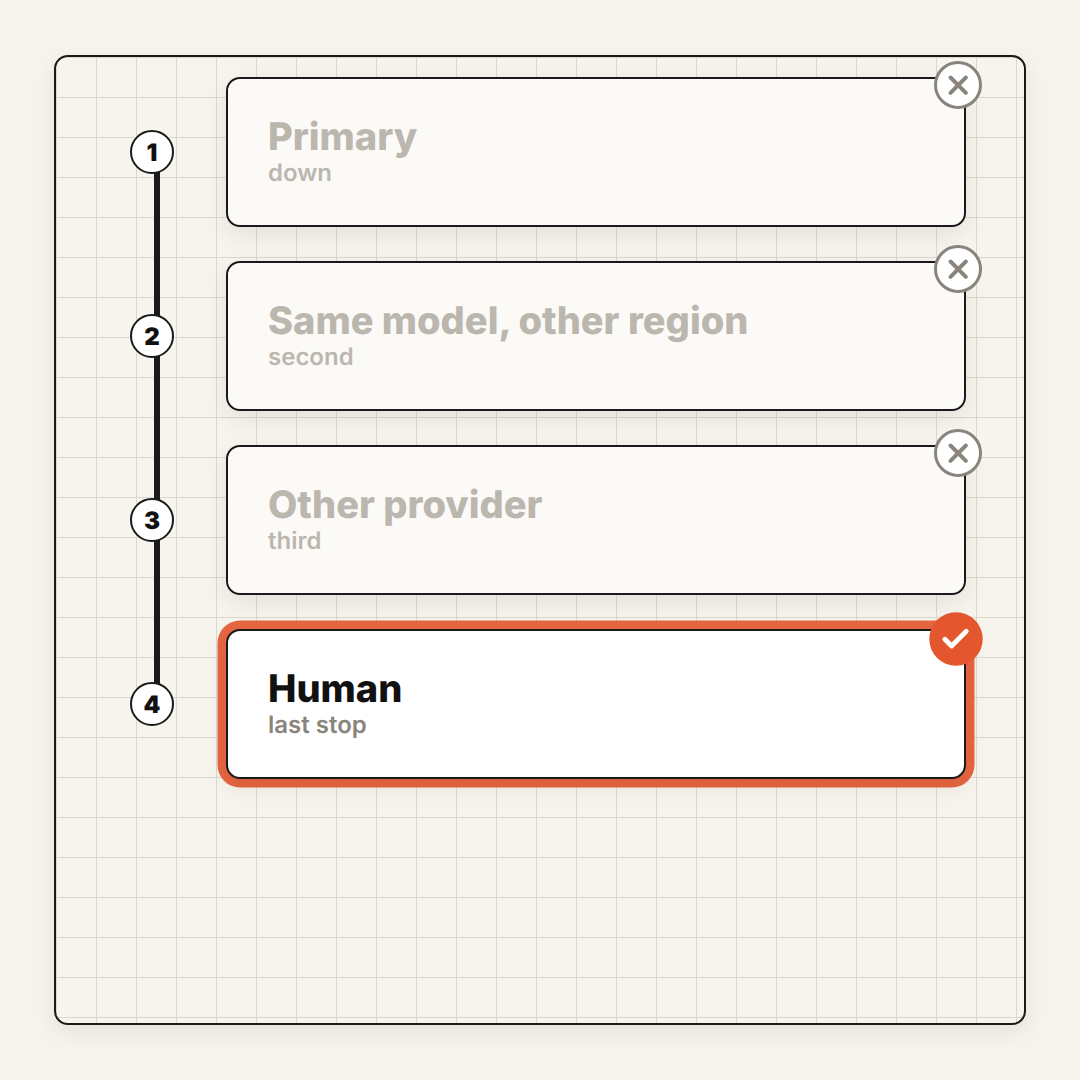 1
Primary
down
2
Same model, other region
second
3
Other provider
third
4
Human
last stop